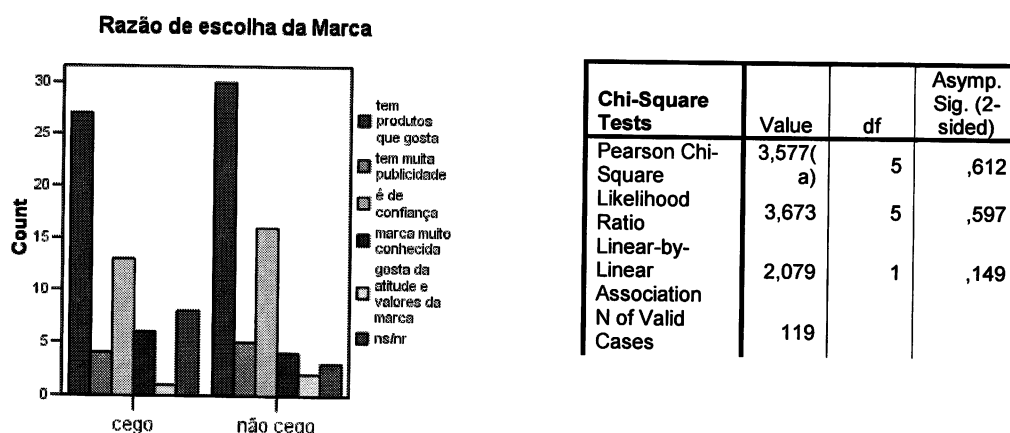 Razão de escolha da Marca
30
25
20
15
10
5
0
Count
cego
não cego
tem
produtos
que gosta
tem muita
publicidade
é de
confiança
marca muito
conhecida
gosta da
atitude e
valores da
marca
ns/nr
Chi-Square
Tests
Value
df
Asymp.
Sig. (2-
sided)
Pearson Chi-
Square
3,577(
a)
5
,612
Likelihood
Ratio
3,673
5
,597
Linear-by-
Linear
Association
2,079
1
,149
N of Valid
Cases
119